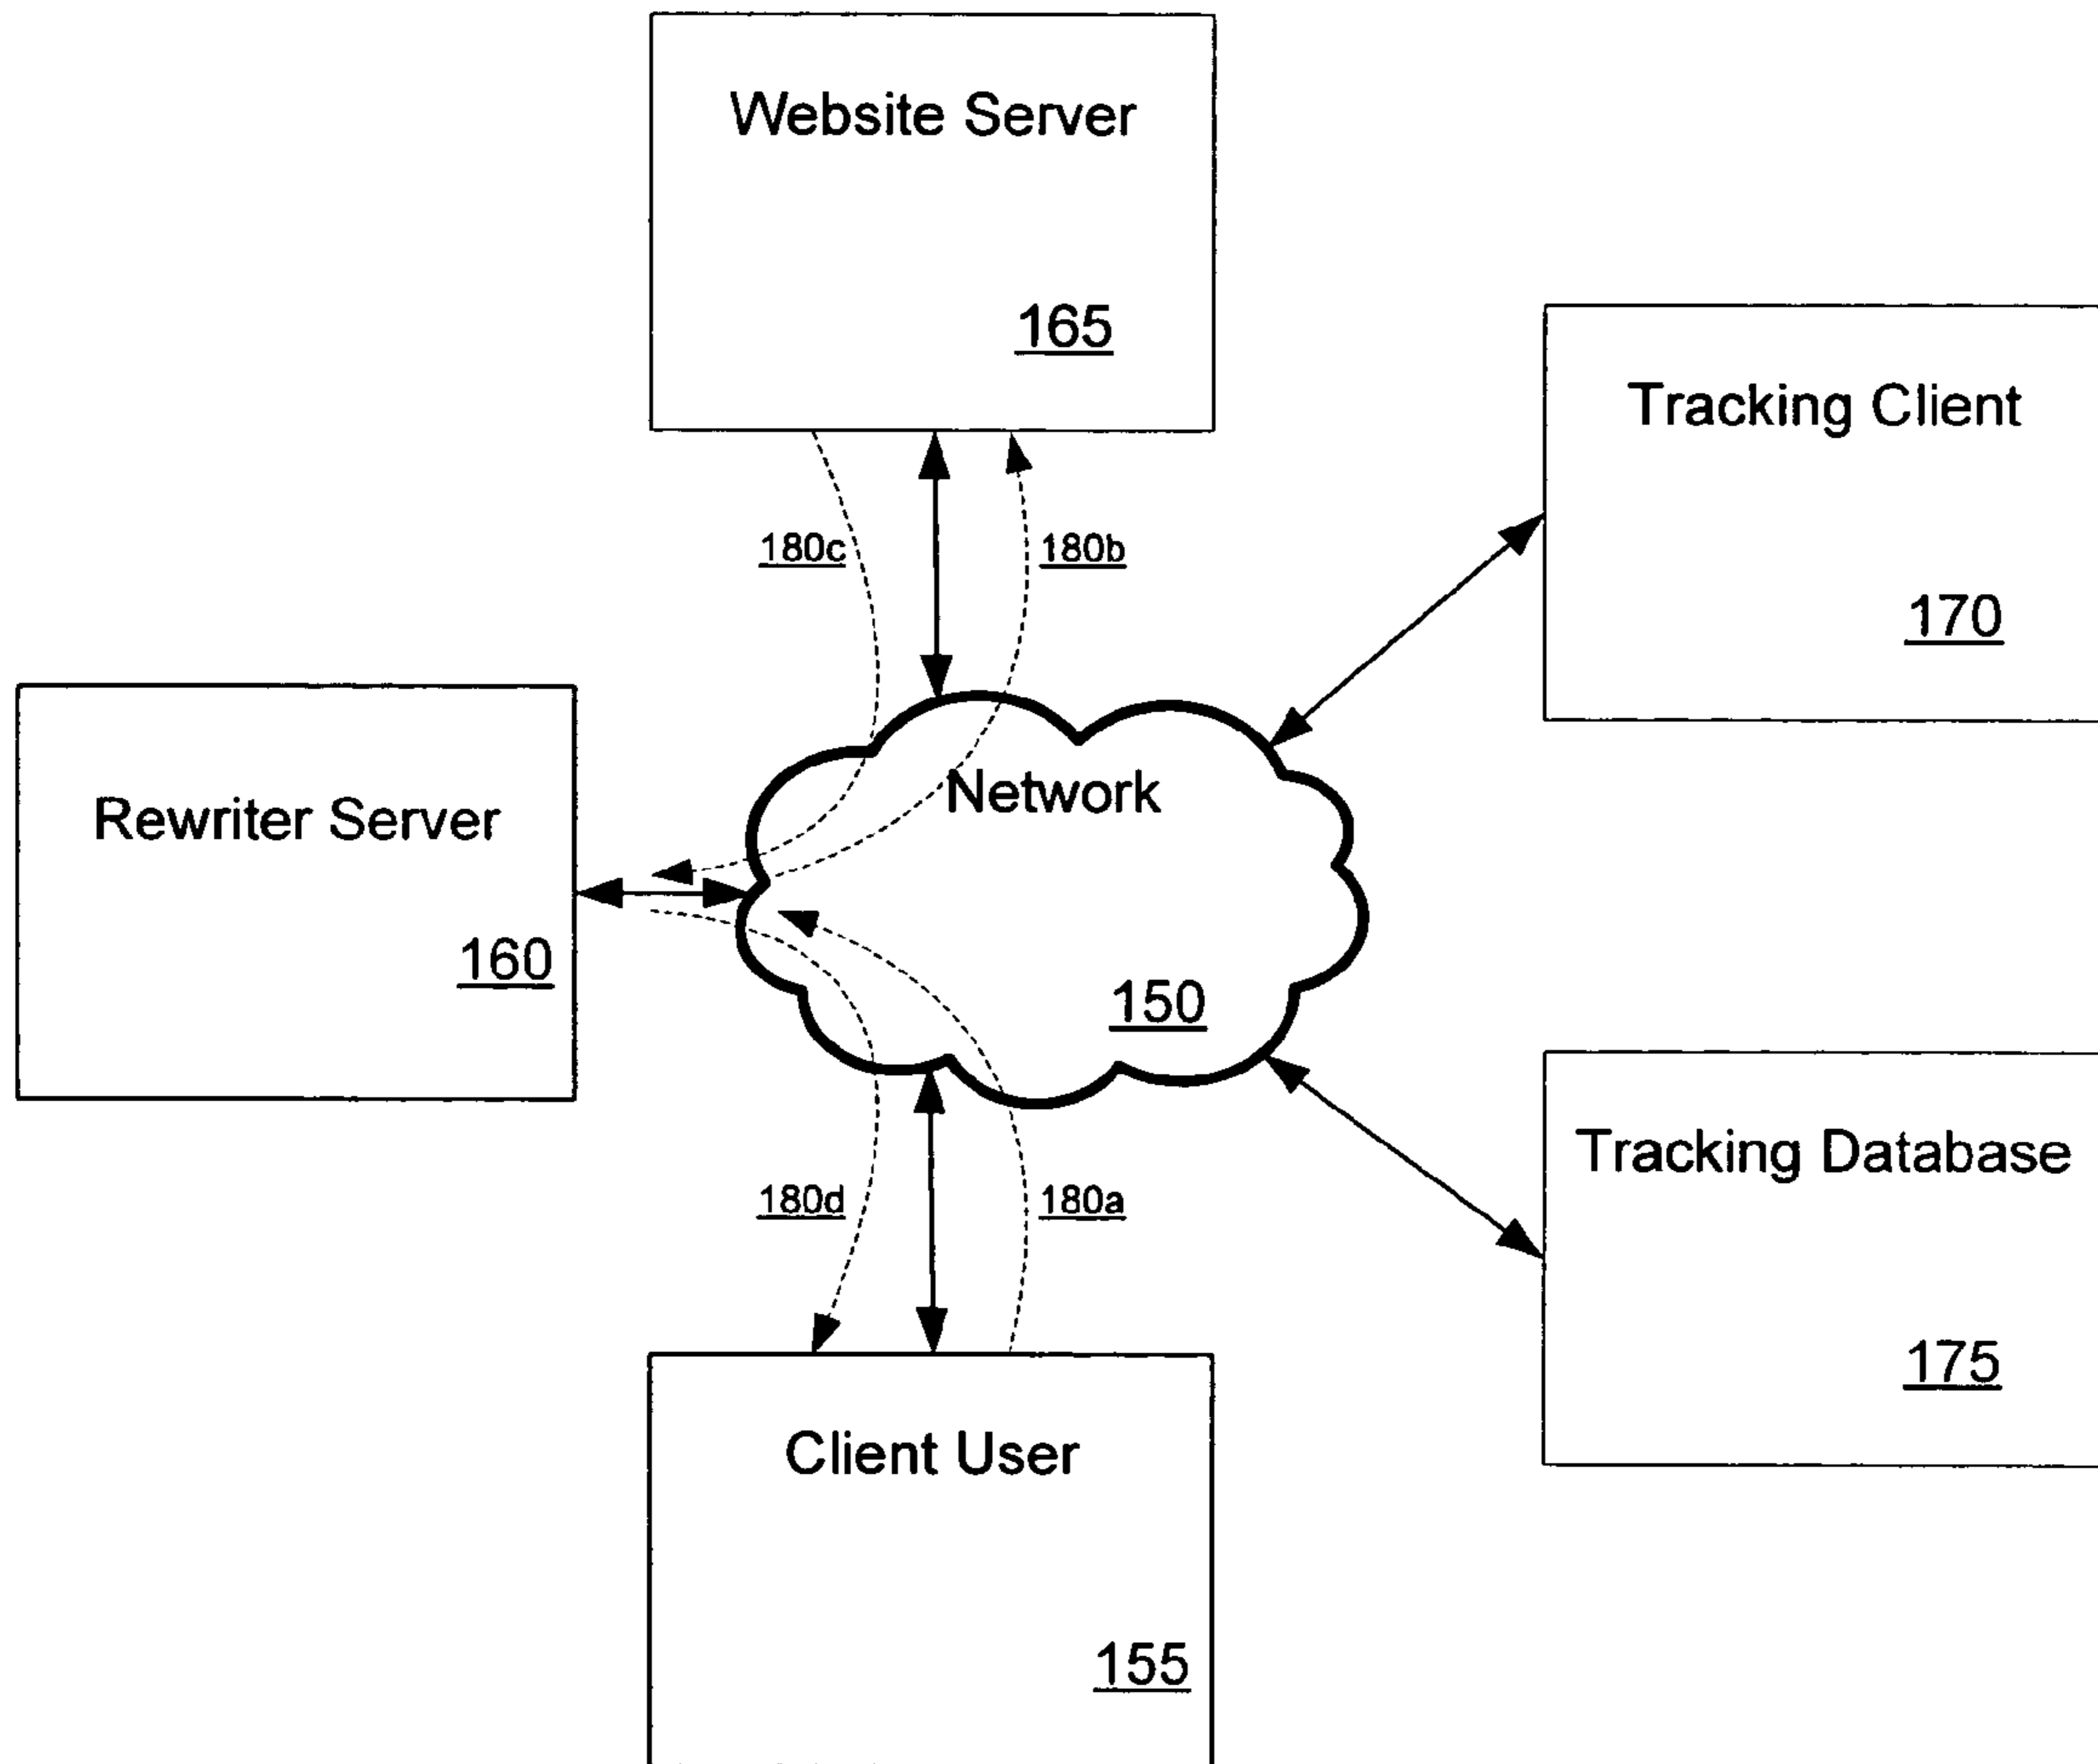 Website Server
165
Tracking Client
170
180c
180b
Rewriter Server
160
Network
150
Tracking Database
175
180d
180a
Client User
155